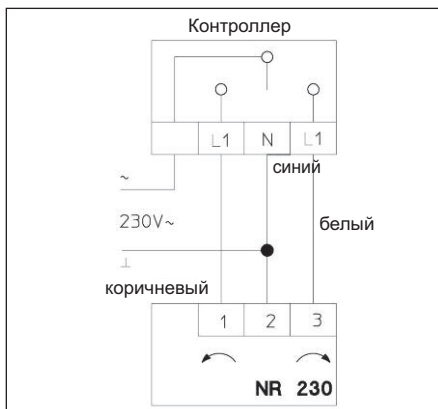 Контроллер
L1 N L1
синий
~
230V~
белый
⊥
коричневый
1 2 3
NR 230